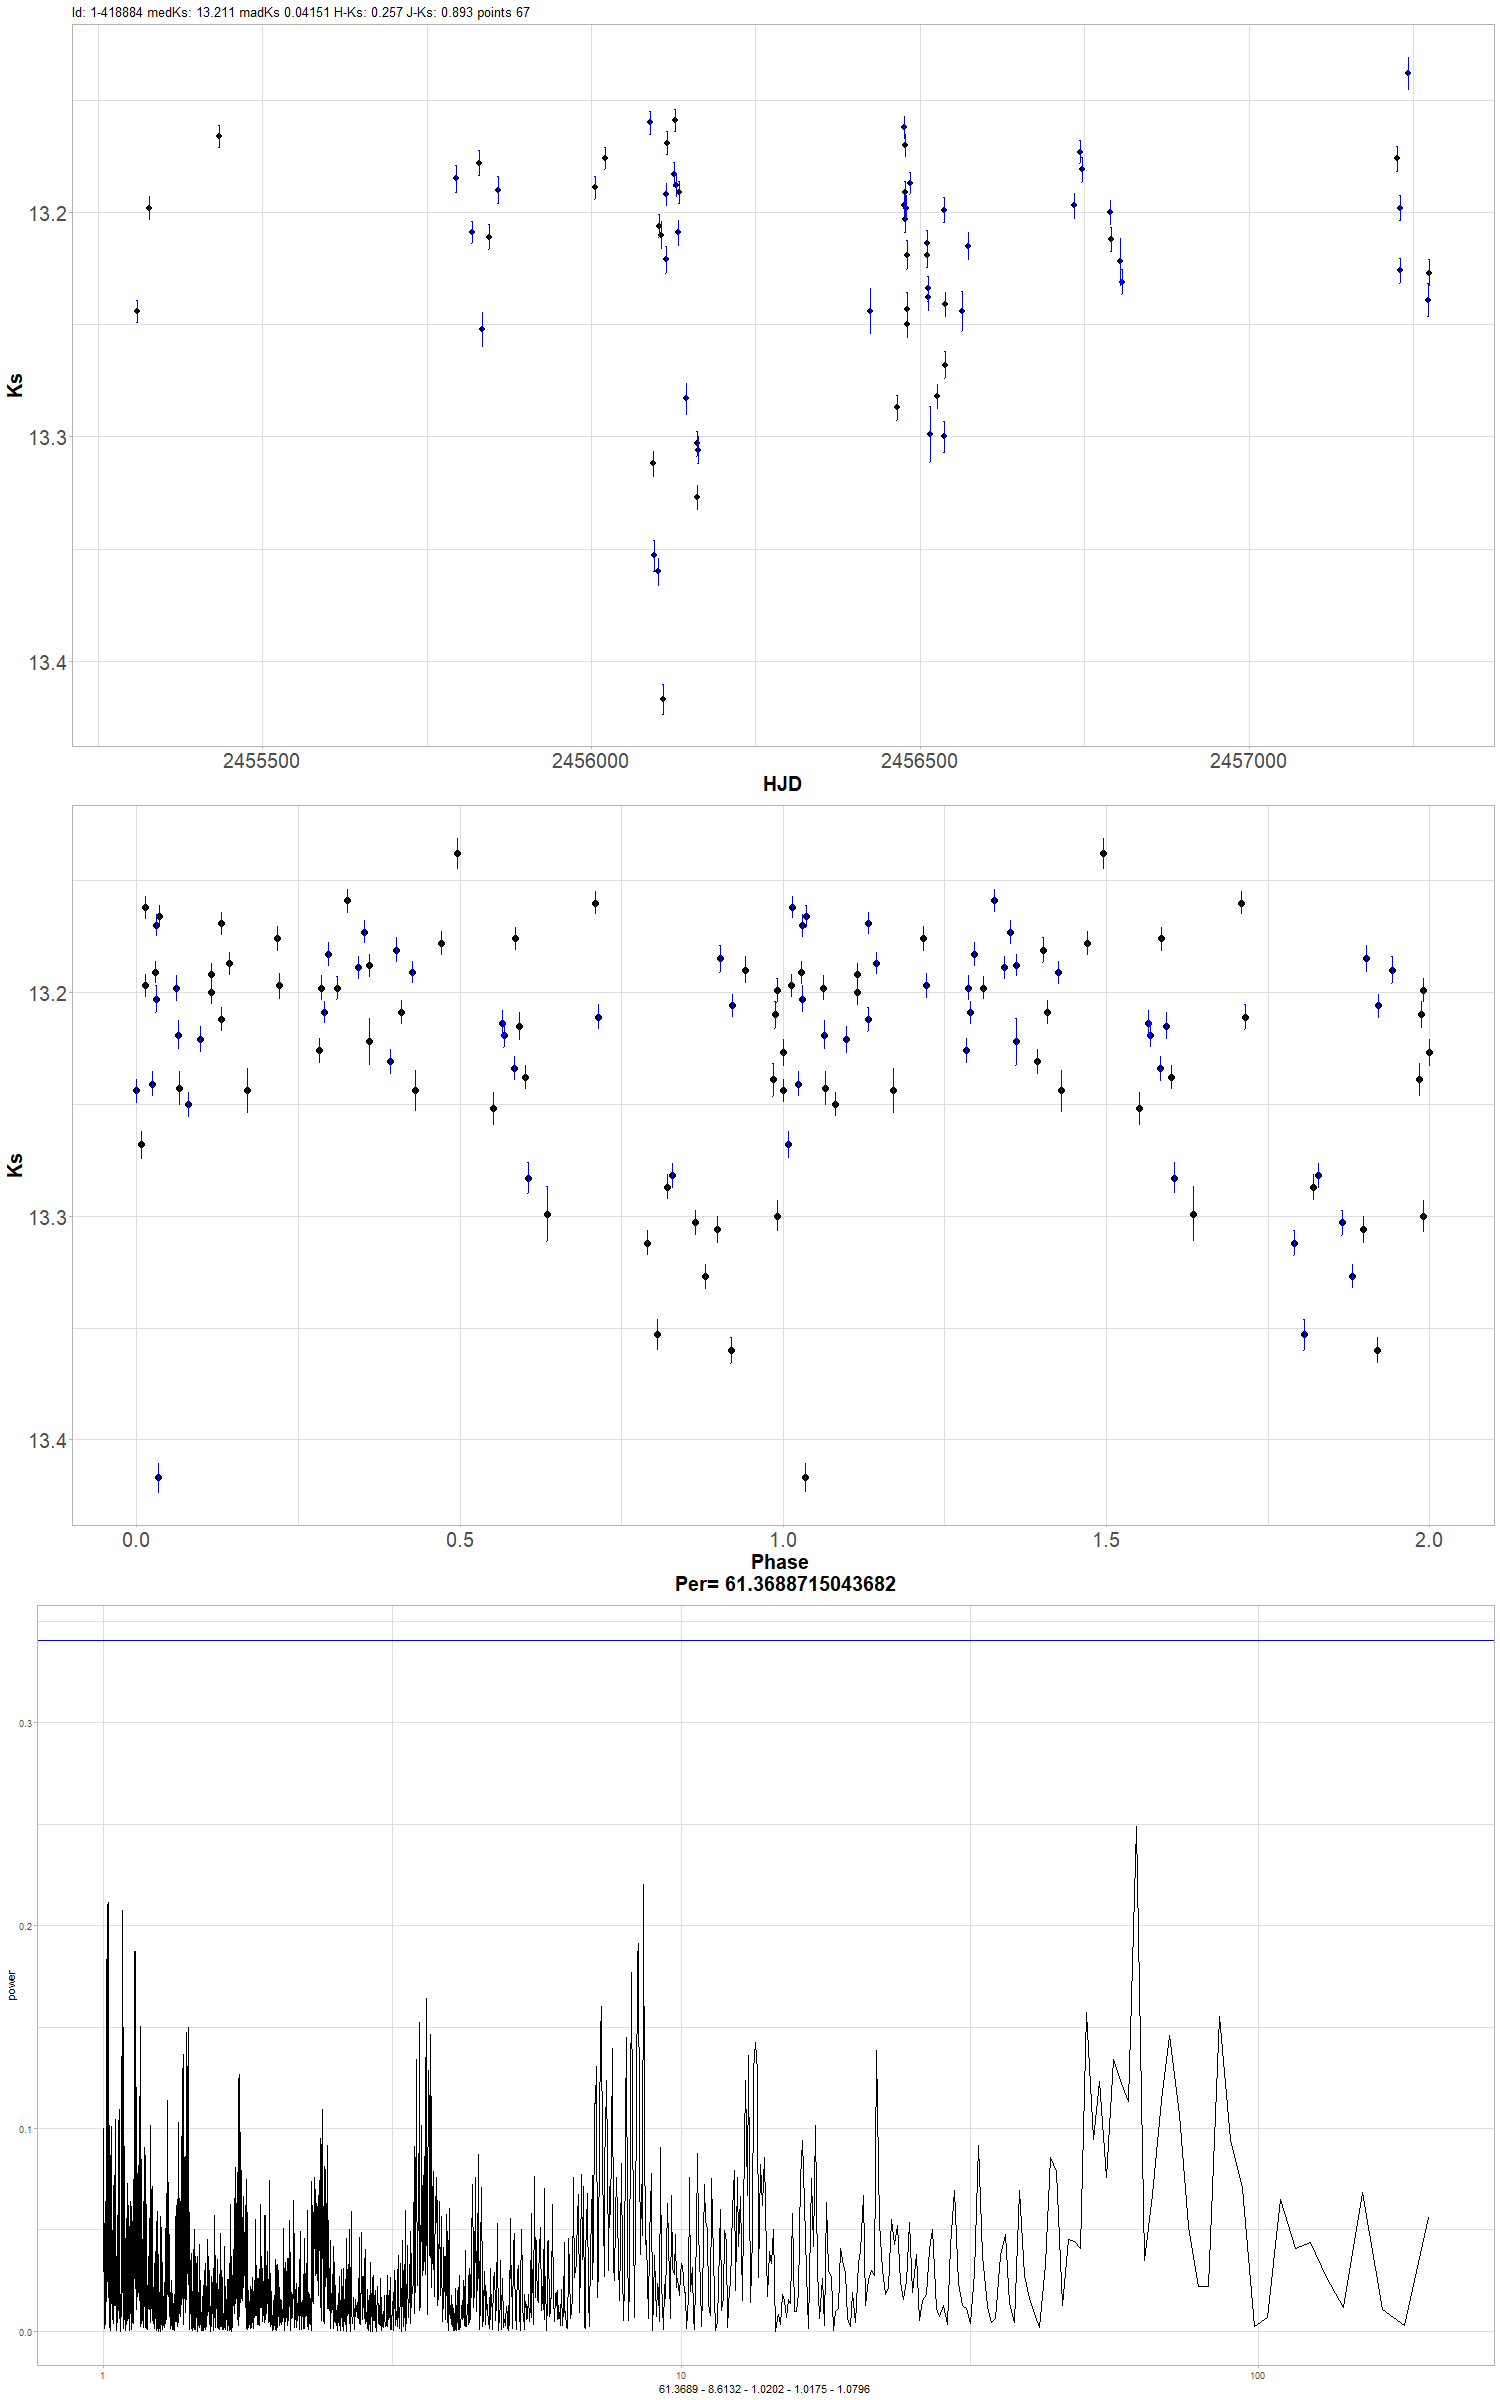 Id: 1-418884 medKs: 13.211 madKs 0.04151 H-Ks: 0.257 J-Ks: 0.893 points 67
13.2
13.3
13.4
Ks
2455500 2456000 2456500 2457000
HJD
13.2
13.3
13.4
Ks
0.0 0.5 1.0 1.5 2.0
Phase
Per= 61.3688715043682
0.3
0.2
0.1
0.0
power
1 10 100
61.3689 - 8.6132 - 1.0202 - 1.0175 - 1.0796